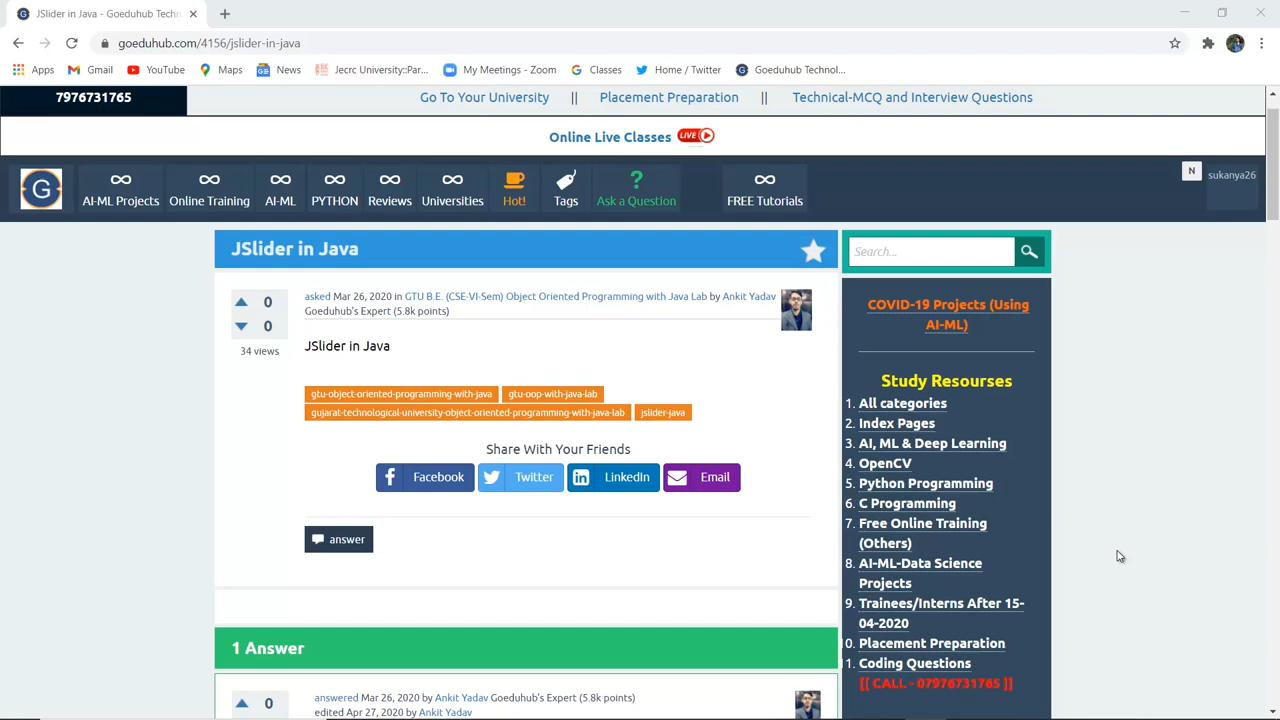 JSlider in Java - Goeduhub Techn
goeduhub.com/4156/jslider-in-java
Apps
Gmail
YouTube
Maps
News
Jecrc University::Par...
My Meetings - Zoom
Classes
Home / Twitter
Goeduhub Technol...
7976731765
Go To Your University || Placement Preparation || Technical-MCQ and Interview Questions
Online Live Classes LIVE
G
AI-ML Projects
Online Training
AI-ML
PYTHON
Reviews
Universities
Hot!
Tags
?
Ask a Question
FREE Tutorials
N
sukanya26
JSlider in Java
0
0
34 views
asked Mar 26, 2020 in GTU B.E. (CSE-VI-Sem) Object Oriented Programming with Java Lab by Ankit Yadav
Goeduhub's Expert (5.8k points)
JSlider in Java
gtu-object-oriented-programming-with-java gtu-oop-with-java-lab
gujarat-technological-university-object-oriented-programming-with-java-lab jslider-java
Share With Your Friends
Facebook
Twitter
LinkedIn
Email
answer
1 Answer
0
answered Mar 26, 2020 by Ankit Yadav Goeduhub's Expert (5.8k points)
edited Apr 27, 2020 by Ankit Yadav
Search...
COVID-19 Projects (Using
AI-ML)
Study Resourses
1. All categories
2. Index Pages
3. AI, ML & Deep Learning
4. OpenCV
5. Python Programming
6. C Programming
7. Free Online Training
(Others)
8. AI-ML-Data Science
Projects
9. Trainees/Interns After 15-
04-2020
10. Placement Preparation
11. Coding Questions
[[ CALL - 07976731765 ]]